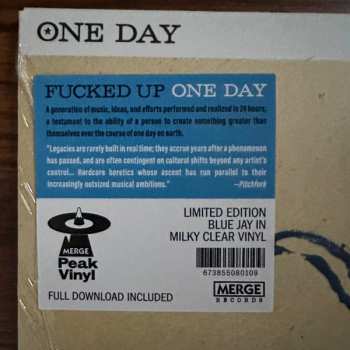 ONE DAY
FUCKED UP ONE DAY
A generation of music, ideas, and efforts performed and realized in 24 hours;
a testament to the ability of a person to create something greater than
themselves over the course of one day on earth.
"Legacies are rarely built in real time; they accrue years after a phenomenon
has passed, and are often contingent on cultural shifts beyond any artist's
control... Hardcore heretics whose ascent has run parallel to their
increasingly outsized musical ambitions."
—Pitchfork
MERGE
Peak
Vinyl
LIMITED EDITION
BLUE JAY IN
MILKY CLEAR VINYL
673855080109
FULL DOWNLOAD INCLUDED
MERGE
RECORDS